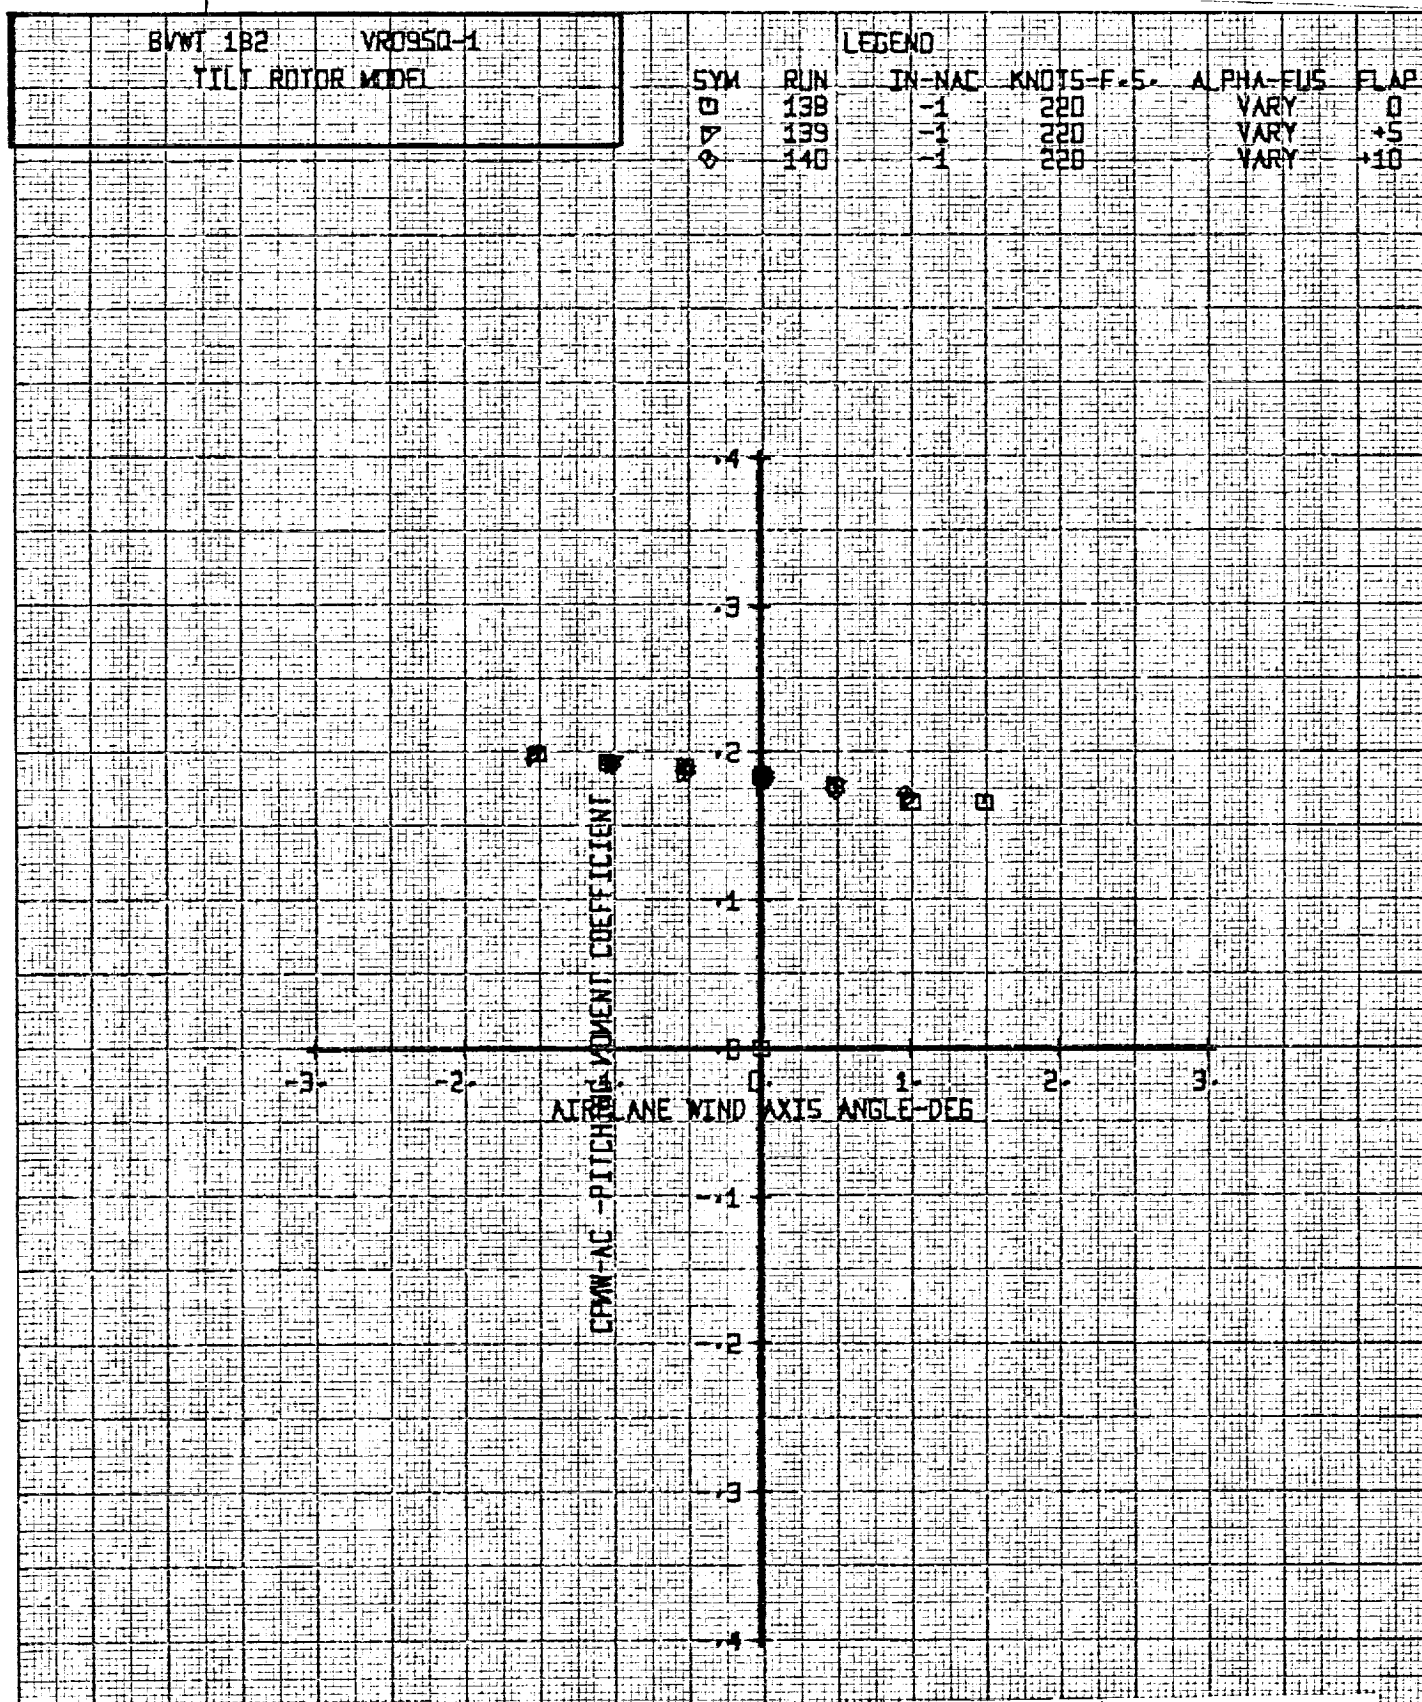 BVWT 182 VR095Q-1
TILT ROTOR MODEL
LEGEND
SYM RUN IN-NAC KNOTS-F.S. ALPHA-FUS FLAP
138 -1 220 VARY 0
139 -1 220 VARY +5
140 -1 220 VARY +10
.4
.3
.2
.1
.0
-3. -2. -1. 0. 1. 2. 3.
AIRPLANE WIND AXIS ANGLE-DEG
CPMW-AC -PITCHING MOMENT COEFFICIENT
-.1
-.2
-.3
-.4